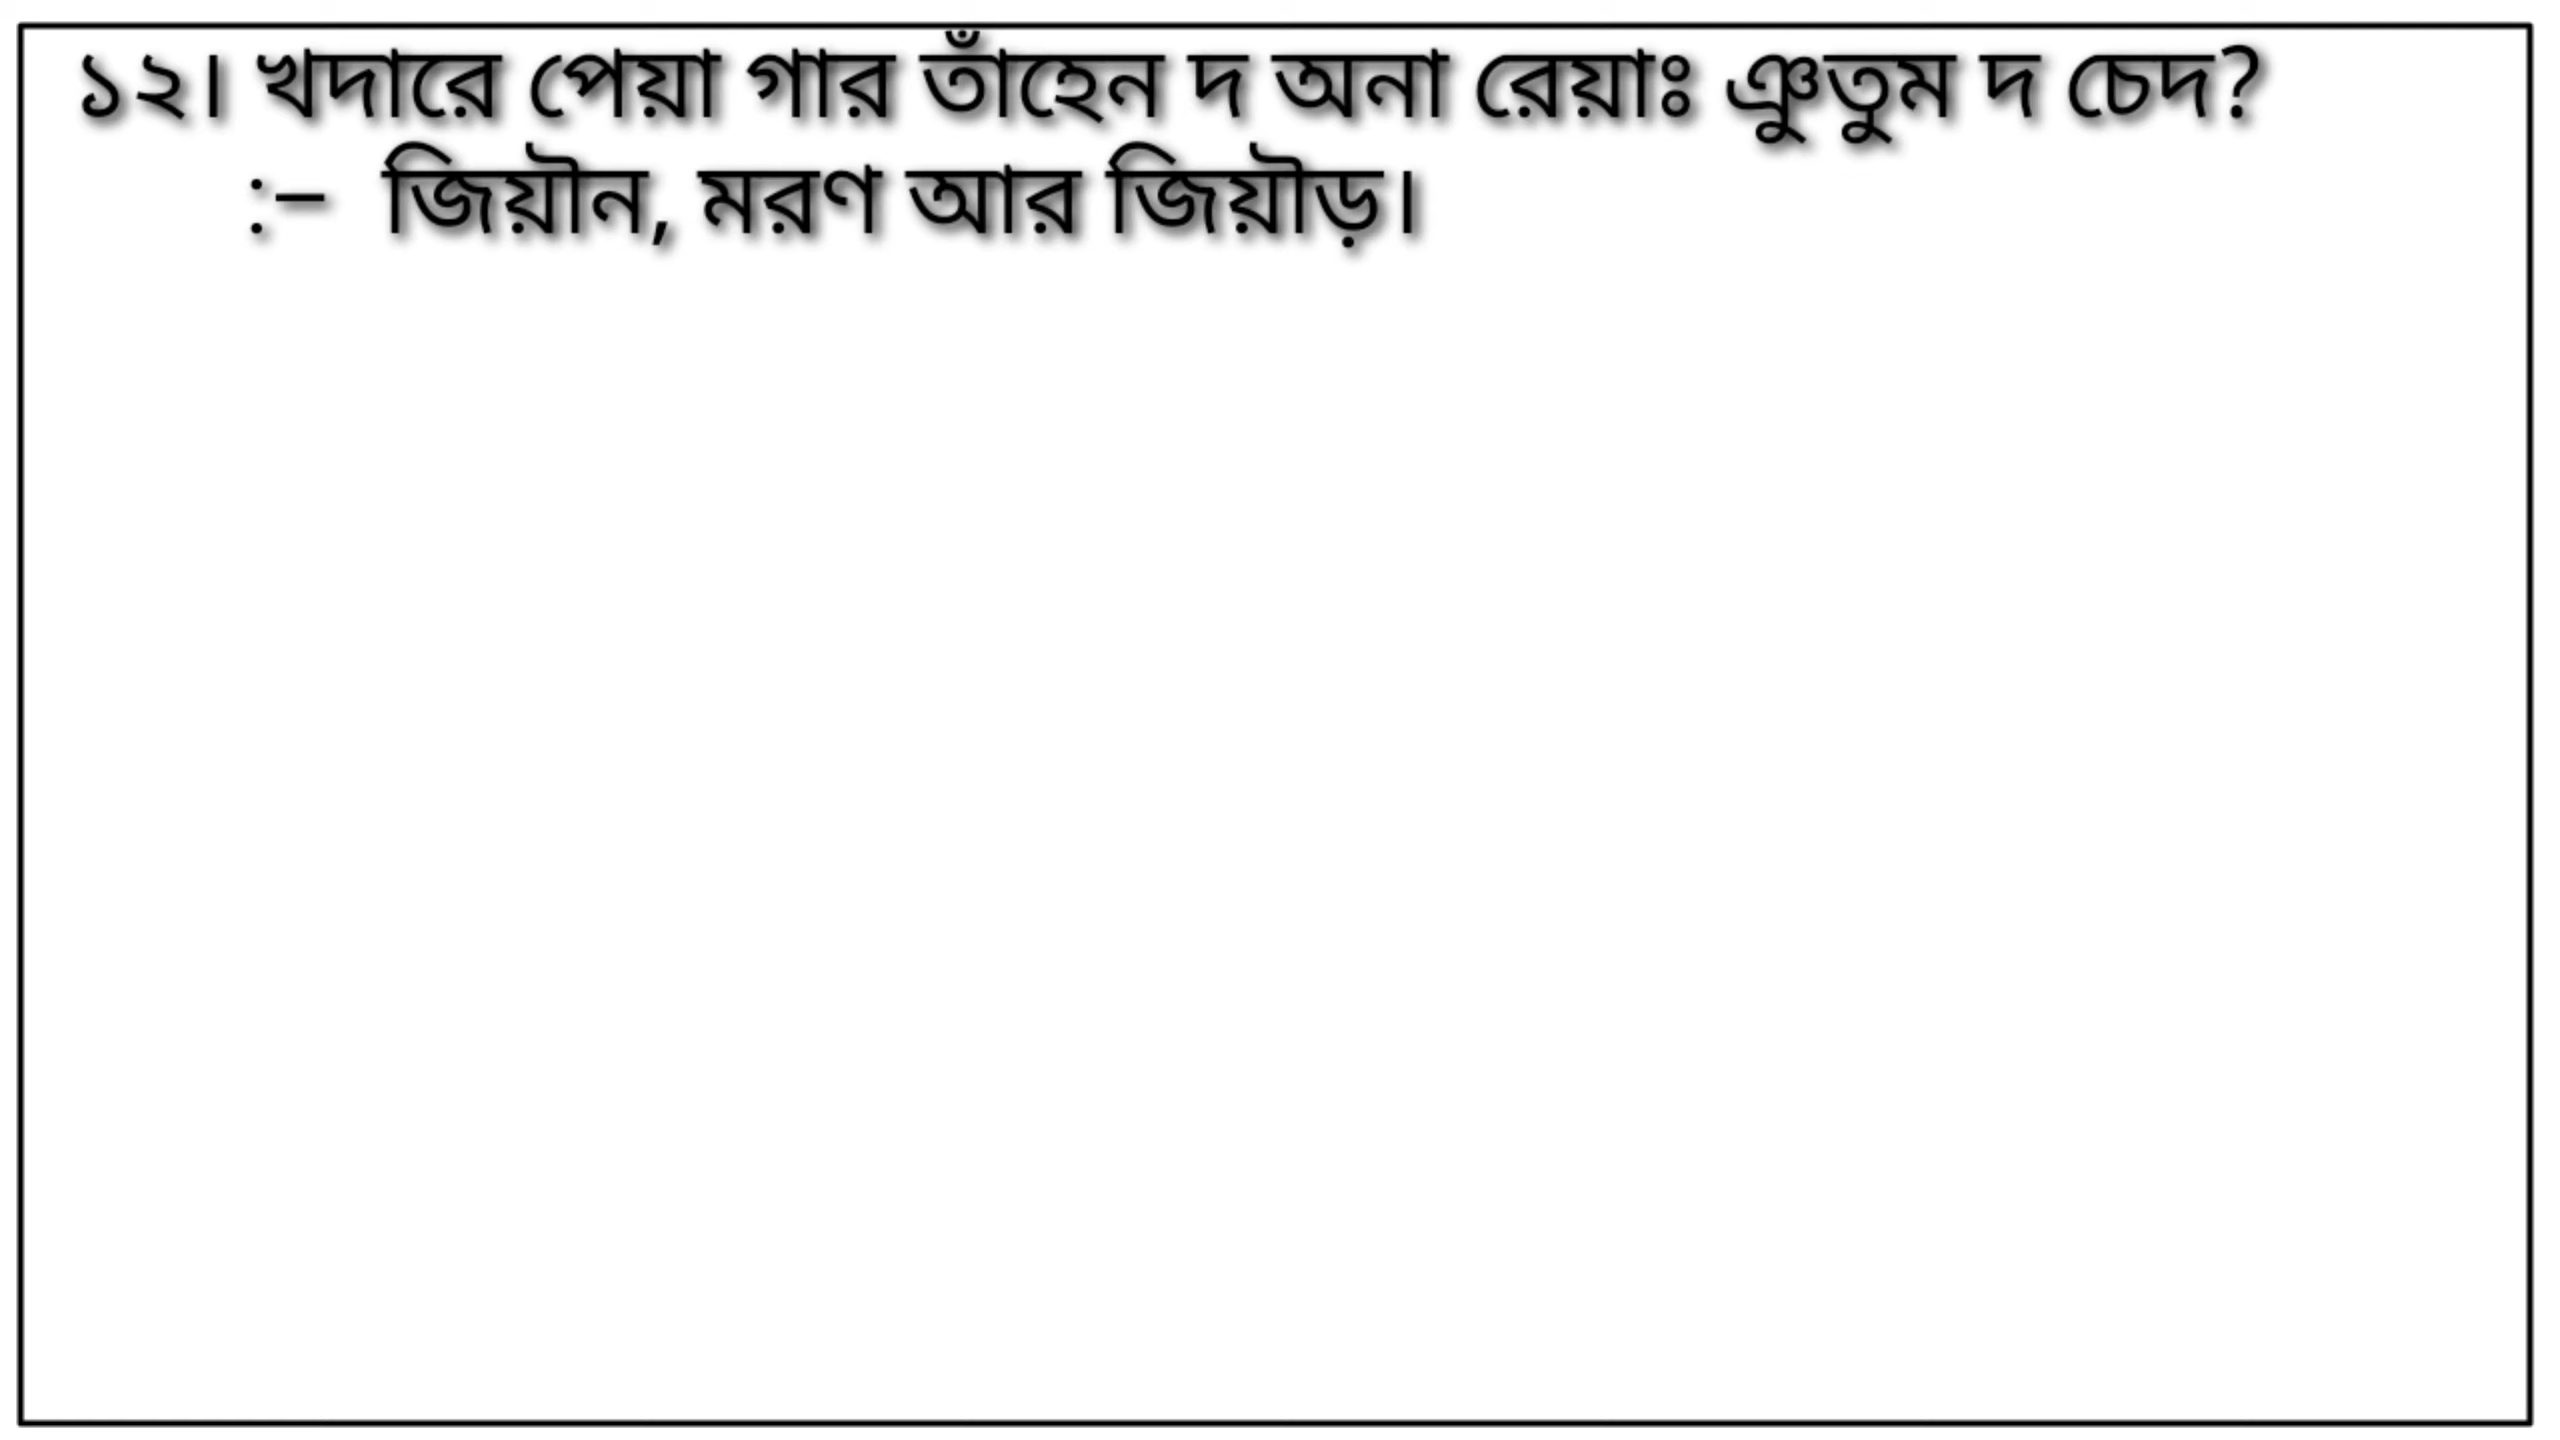 ১২। খদারে পেয়া গার তাঁহেন দ অনা রেয়াঃ ঞুতুম দ চেদ?
:– জিয়ীন, মরণ আর জিয়ীড়।